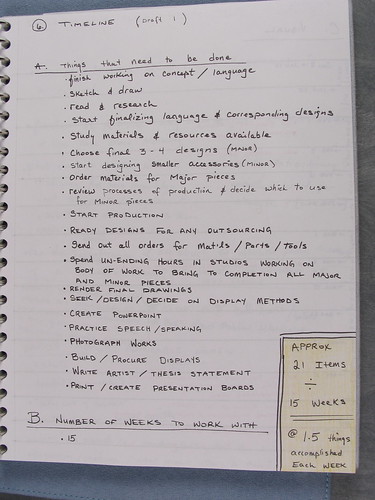 6. TIMELINE (Draft 1)
A. Things that need to be done
· finish working on concept / language
· Sketch & draw
· read & research
· Start finalizing language & corresponding designs
· Study materials & resources available
· Choose final 3-4 designs (MAJOR)
· Start designing smaller accessories (MINOR)
· Order materials for Major pieces
· review processes of production & decide which to use
for MINOR pieces
· START PRODUCTION
· READY DESIGNS FOR ANY OUTSOURCING
· Send out all orders for Mat'ls / Parts / Tools
· Spend UN-ENDING HOURS IN STUDIOS WORKING ON
BODY OF WORK TO BRING TO COMPLETION ALL MAJOR
AND MINOR PIECES
· RENDER FINAL DRAWINGS
· SEEK / DESIGN / DECIDE ON DISPLAY METHODS
· CREATE POWERPOINT
· PRACTICE SPEECH / SPEAKING
· PHOTOGRAPH WORKS
· BUILD / PROCURE DISPLAYS
· WRITE ARTIST / THESIS STATEMENT
· PRINT / CREATE PRESENTATION BOARDS
B. NUMBER OF WEEKS TO WORK WITH
· 15
APPROX
21 Items
÷
15 Weeks
@ 1.5 things
accomplished
Each WEEK